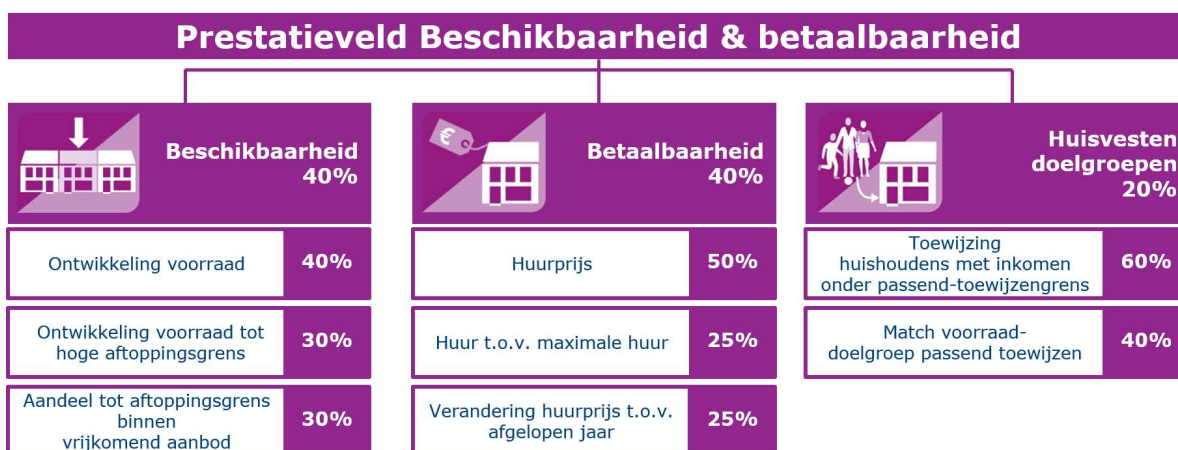 Prestatieveld Beschikbaarheid & betaalbaarheid
Beschikbaarheid
40%
Ontwikkeling voorraad
40%
Ontwikkeling voorraad tot
hoge aftoppingsgrens
30%
Aandeel tot aftoppingsgrens
binnen
vrijkomend aanbod
30%
€
Betaalbaarheid
40%
Huurprijs
50%
Huur t.o.v. maximale huur
25%
Verandering huurprijs t.o.v.
afgelopen jaar
25%
Huisvesten
doelgroepen
20%
Toewijzing
huishoudens met inkomen
onder passend-toewijzengrens
60%
Match voorraad-
doelgroep passend toewijzen
40%